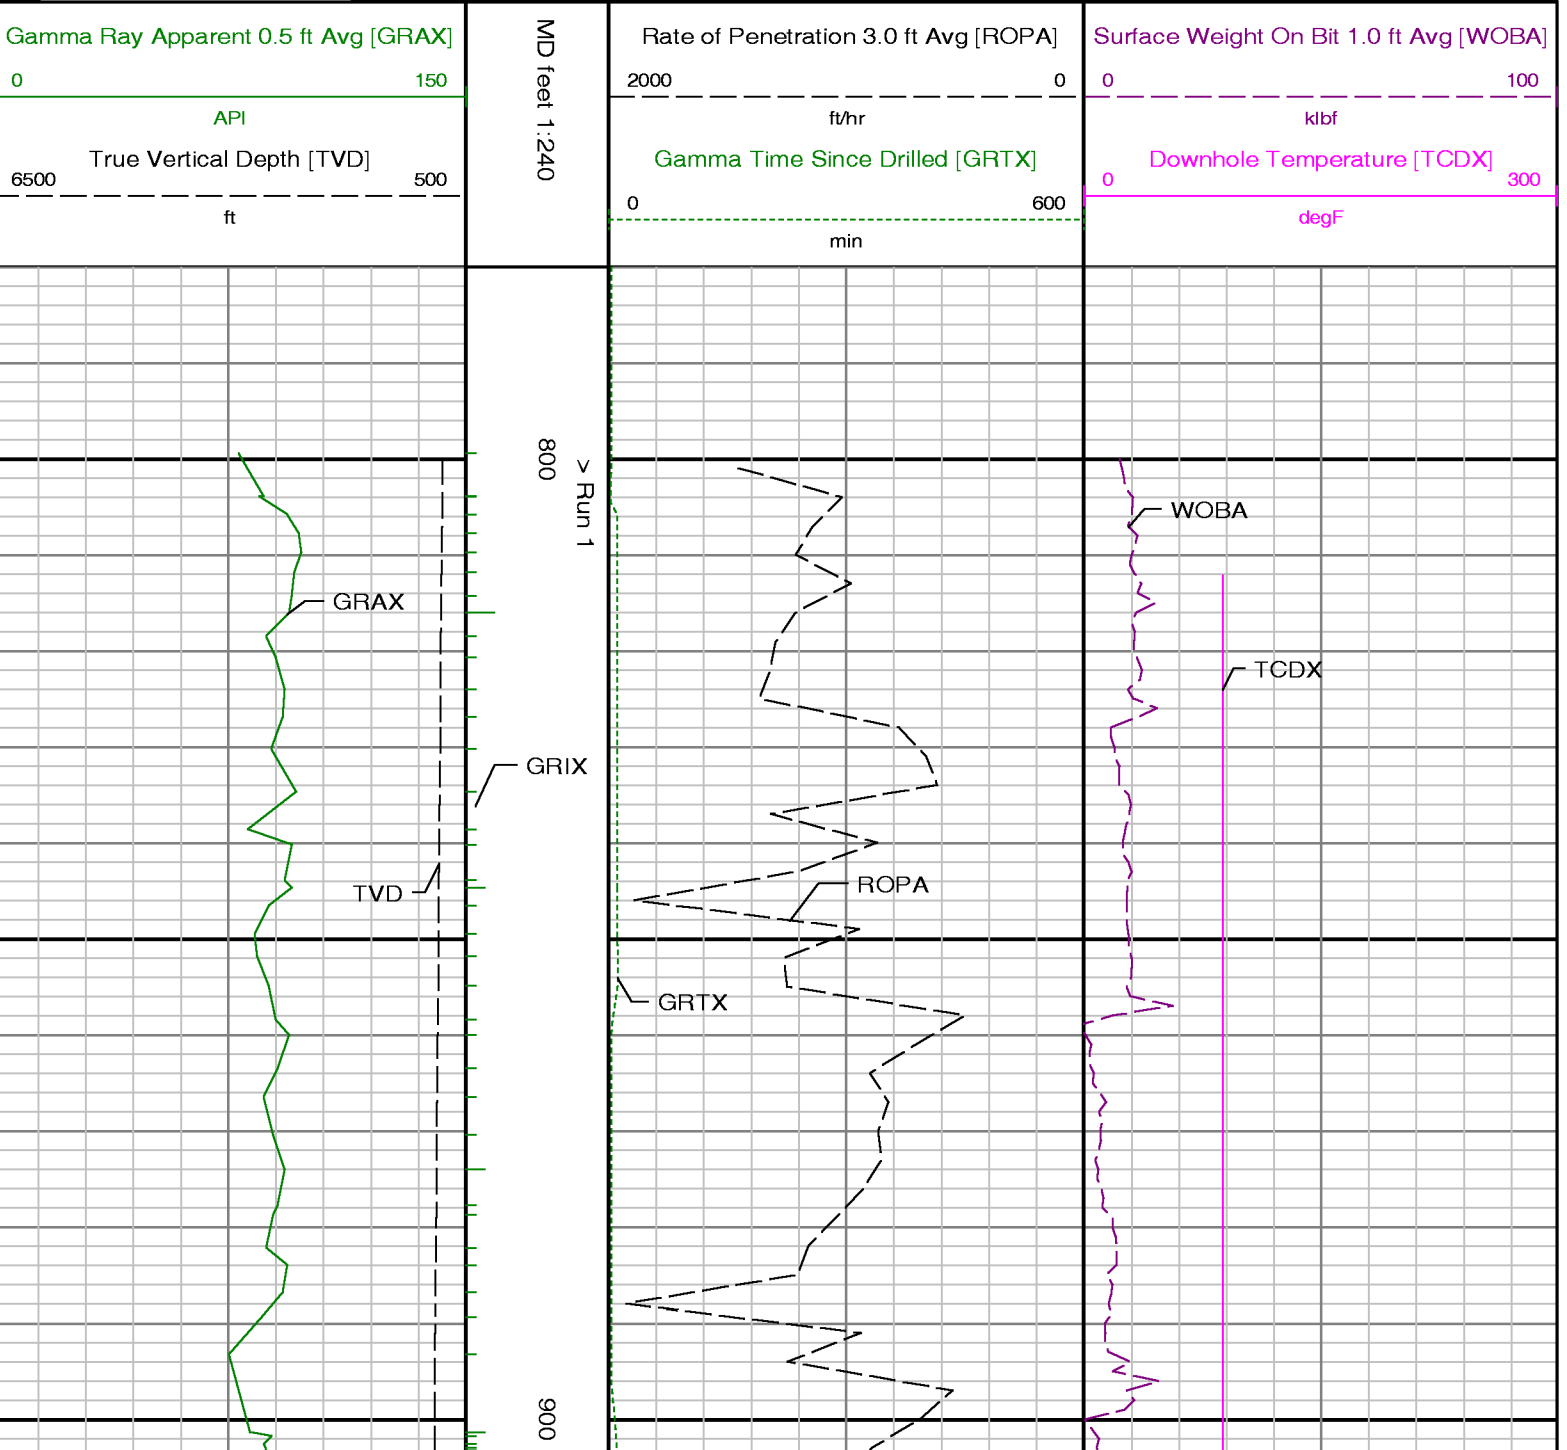 Gamma Ray Apparent 0.5 ft Avg [GRAX]
0 150
API
True Vertical Depth [TVD]
6500 500
ft
MD feet 1:240
Rate of Penetration 3.0 ft Avg [ROPA]
2000 0
ft/hr
Gamma Time Since Drilled [GRTX]
0 600
min
Surface Weight On Bit 1.0 ft Avg [WOBA]
0 100
klbf
Downhole Temperature [TCDX]
0 300
degF
800
> Run 1
WOBA
GRAX
TCDX
GRIX
TVD
ROPA
GRTX
900